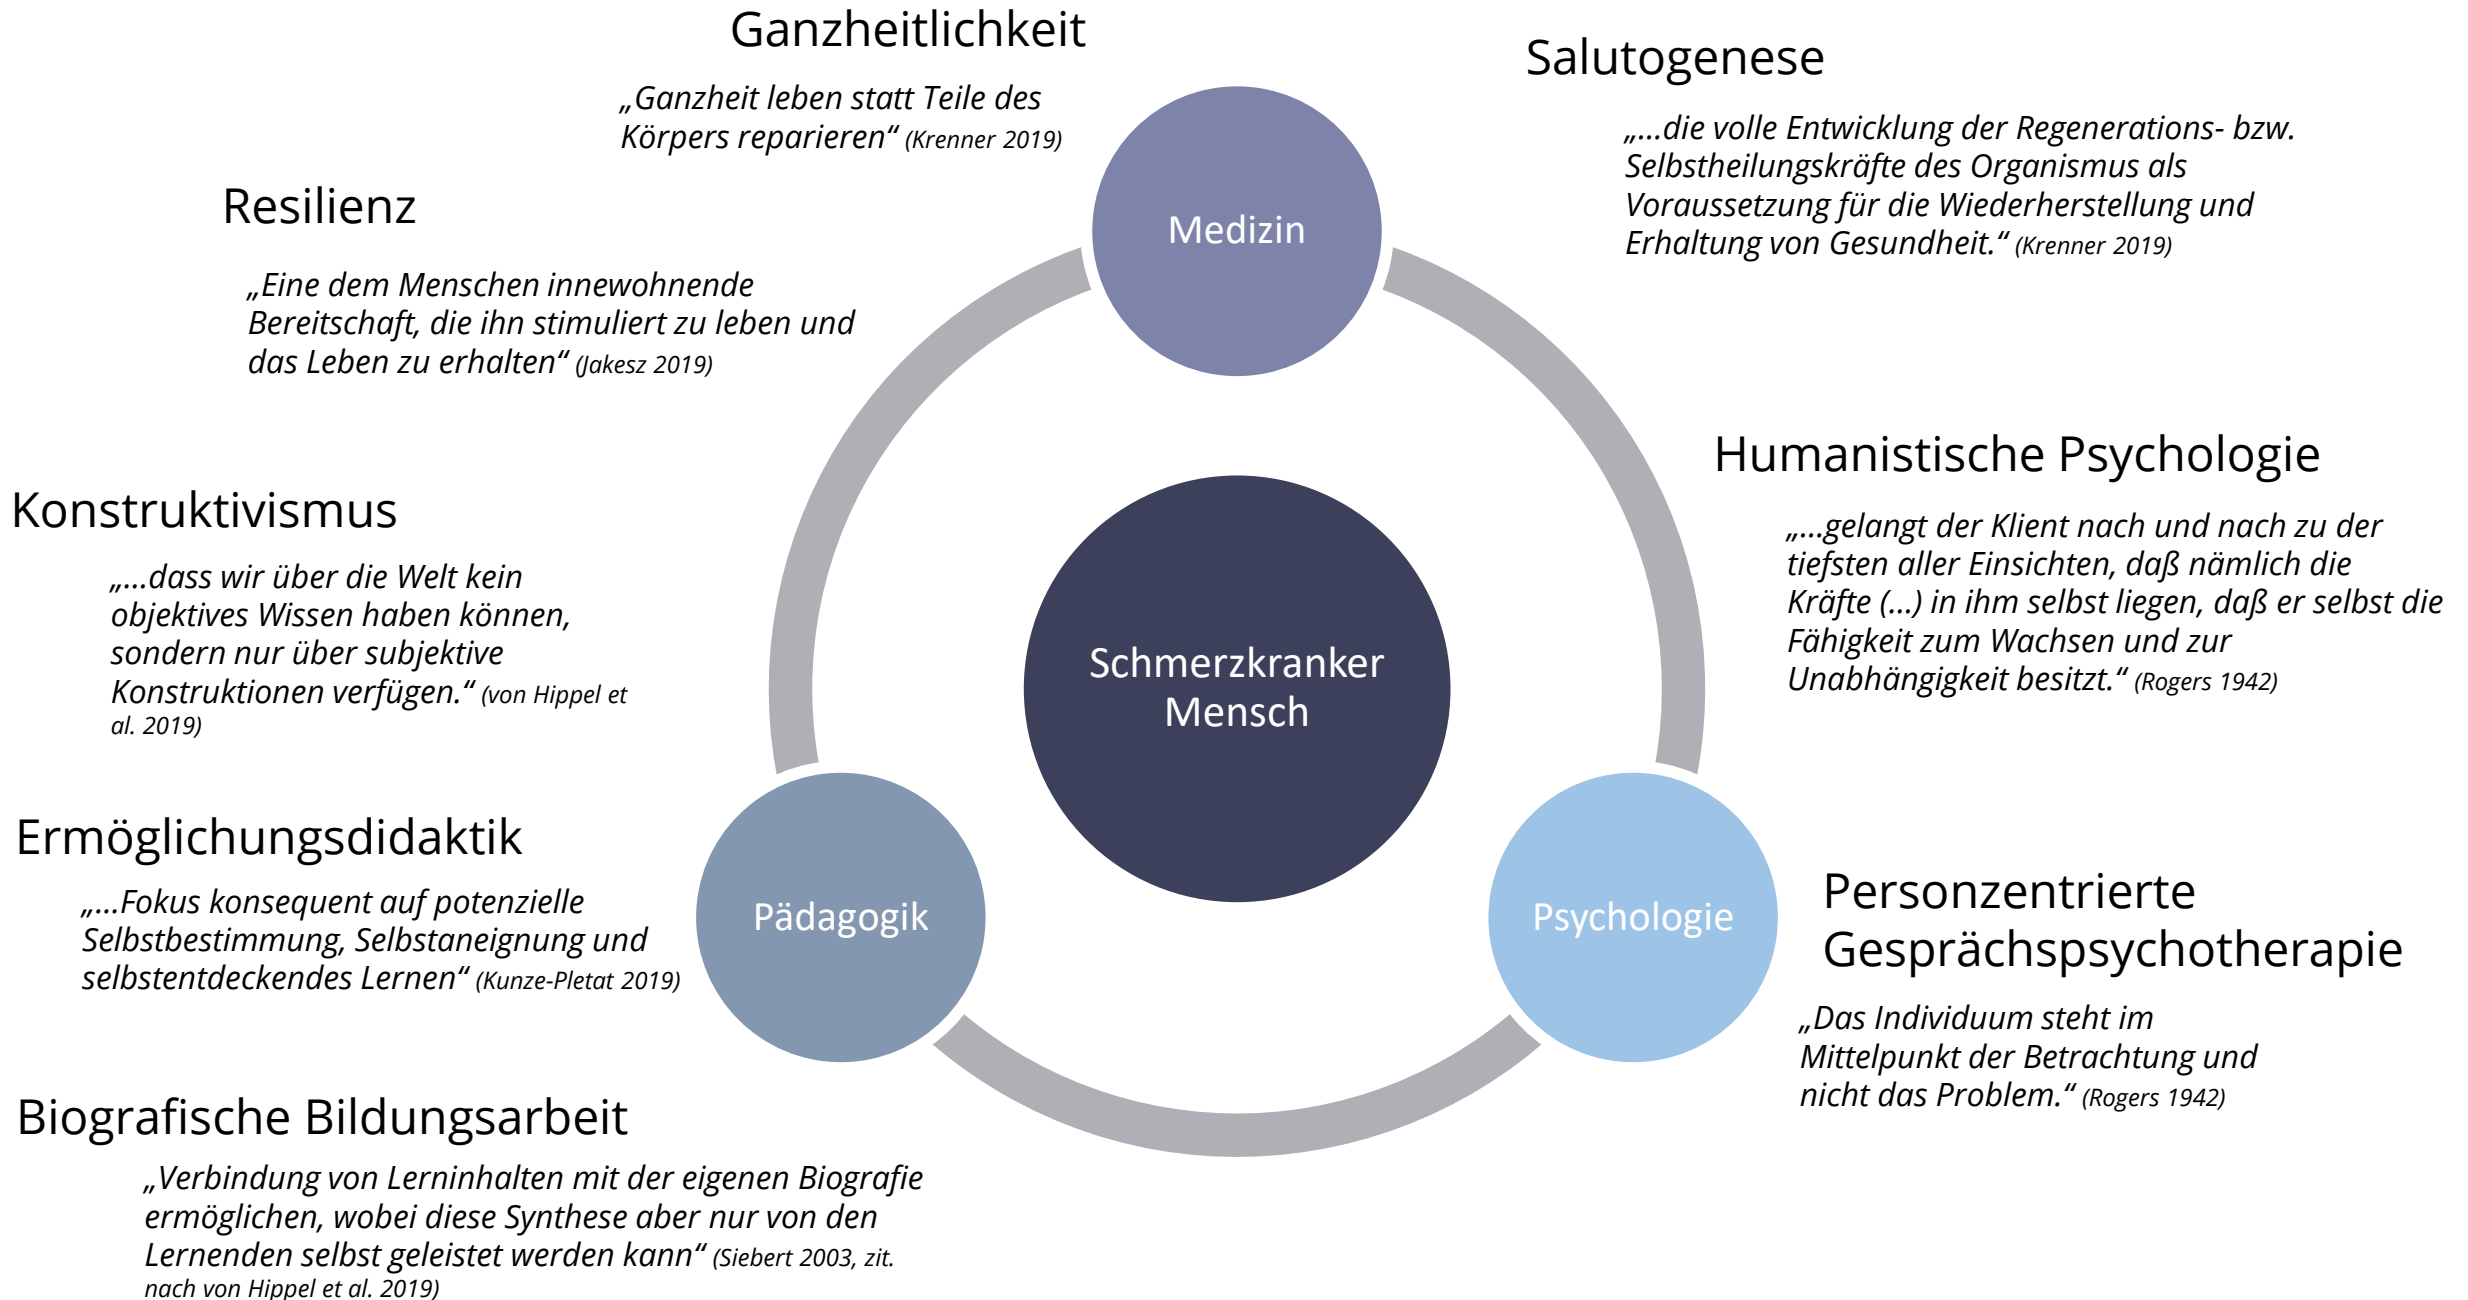 Ganzheitlichkeit
„Ganzheit leben statt Teile des
Körpers reparieren“ (Krenner 2019)
Salutogenese
„…die volle Entwicklung der Regenerations- bzw.
Selbstheilungskräfte des Organismus als
Voraussetzung für die Wiederherstellung und
Erhaltung von Gesundheit.“ (Krenner 2019)
Resilienz
„Eine dem Menschen innewohnende
Bereitschaft, die ihn stimuliert zu leben und
das Leben zu erhalten“ (Jakesz 2019)
Medizin
Humanistische Psychologie
„…gelangt der Klient nach und nach zu der
tiefsten aller Einsichten, daß nämlich die
Kräfte (…) in ihm selbst liegen, daß er selbst die
Fähigkeit zum Wachsen und zur
Unabhängigkeit besitzt.“ (Rogers 1942)
Konstruktivismus
„…dass wir über die Welt kein
objektives Wissen haben können,
sondern nur über subjektive
Konstruktionen verfügen.“ (von Hippel et
al. 2019)
Schmerzkranker
Mensch
Ermöglichungsdidaktik
„…Fokus konsequent auf potenzielle
Selbstbestimmung, Selbstaneignung und
selbstentdeckendes Lernen“ (Kunze-Pletat 2019)
Pädagogik
Psychologie
Personzentrierte
Gesprächspsychotherapie
„Das Individuum steht im
Mittelpunkt der Betrachtung und
nicht das Problem.“ (Rogers 1942)
Biografische Bildungsarbeit
„Verbindung von Lerninhalten mit der eigenen Biografie
ermöglichen, wobei diese Synthese aber nur von den
Lernenden selbst geleistet werden kann“ (Siebert 2003, zit.
nach von Hippel et al. 2019)